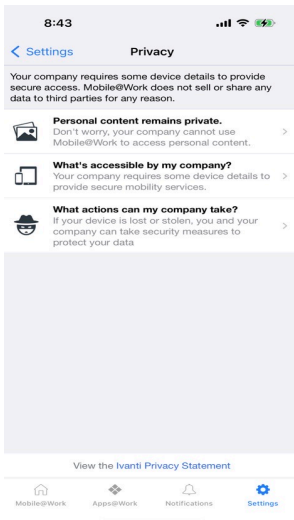 8:43
Settings
Privacy
Your company requires some device details to provide
secure access. Mobile@Work does not sell or share any
data to third parties for any reason.
Personal content remains private.
Don't worry, your company cannot use
Mobile@Work to access personal content.
What's accessible by my company?
Your company requires some device details to
provide secure mobility services.
What actions can my company take?
If your device is lost or stolen, you and your
company can take security measures to
protect your data
View the Ivanti Privacy Statement
Mobile@Work
Apps@Work
Notifications
Settings